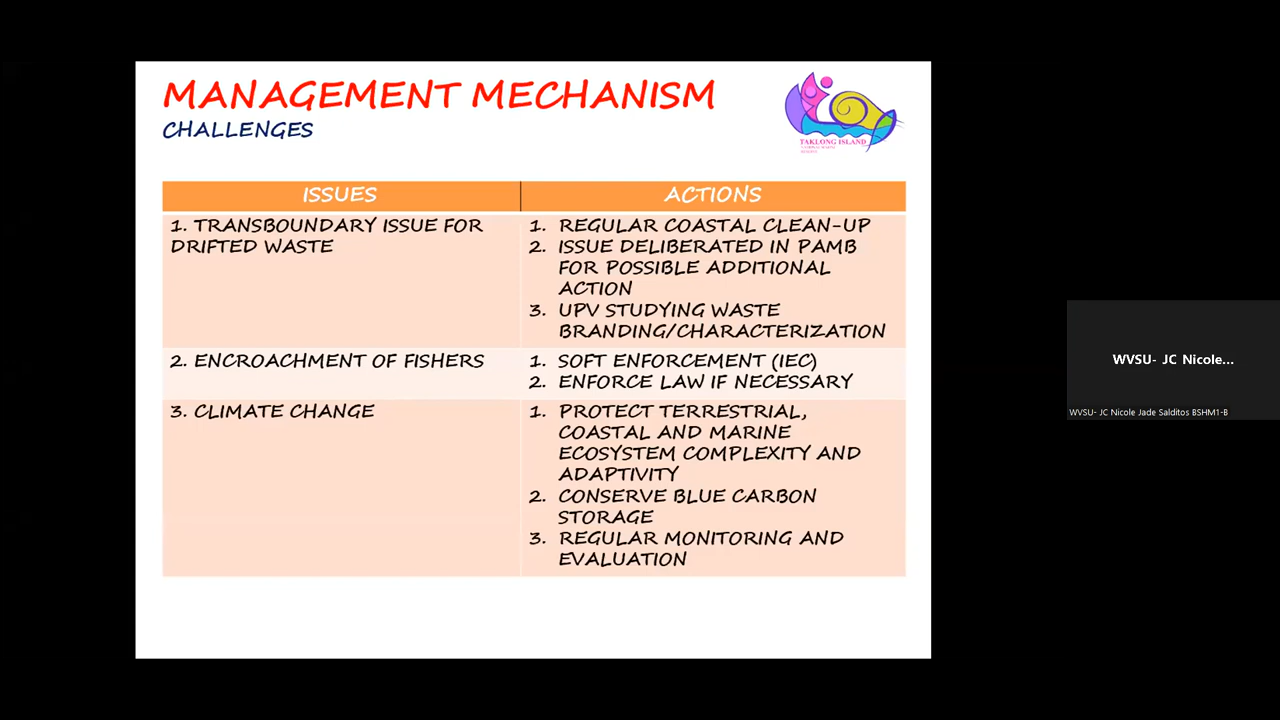 MANAGEMENT MECHANISM
CHALLENGES
TAKLONG ISLAND
ISSUES
ACTIONS
1. TRANSBOUNDARY ISSUE FOR
DRIFTED WASTE
1. REGULAR COASTAL CLEAN-UP
2. ISSUE DELIBERATED IN PAMB
FOR POSSIBLE ADDITIONAL
ACTION
3. UPV STUDYING WASTE
BRANDING/CHARACTERIZATION
2. ENCROACHMENT OF FISHERS
1. SOFT ENFORCEMENT (IEC)
2. ENFORCE LAW IF NECESSARY
3. CLIMATE CHANGE
1. PROTECT TERRESTRIAL,
COASTAL AND MARINE
ECOSYSTEM COMPLEXITY AND
ADAPTIVITY
2. CONSERVE BLUE CARBON
STORAGE
3. REGULAR MONITORING AND
EVALUATION
WVSU- JC Nicole...
WVSU- JC Nicole Jade Salditos BSHM1-B